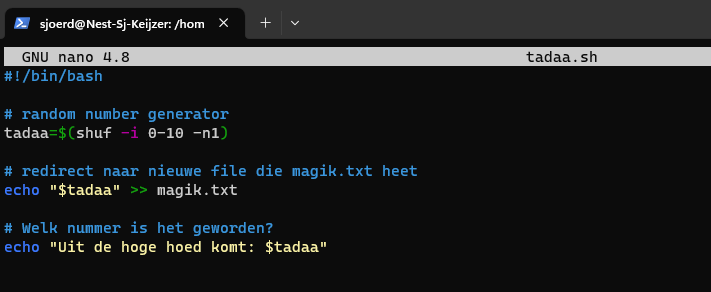 sjoerd@Nest-Sj-Keijzer: /hom
GNU nano 4.8 tadaa.sh
#!/bin/bash
# random number generator
tadaa=$(shuf -i 0-10 -n1)
# redirect naar nieuwe file die magik.txt heet
echo "$tadaa" >> magik.txt
# Welk nummer is het geworden?
echo "Uit de hoge hoed komt: $tadaa"